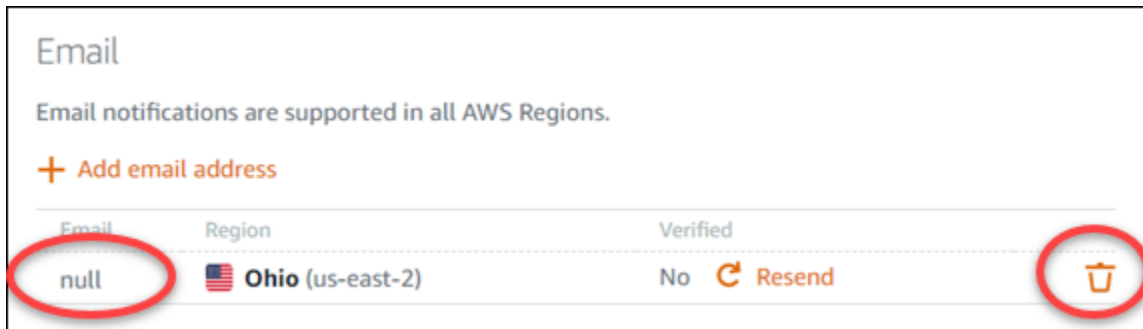 Email
Email notifications are supported in all AWS Regions.
+ Add email address
Email Region Verified
null Ohio (us-east-2) No Resend